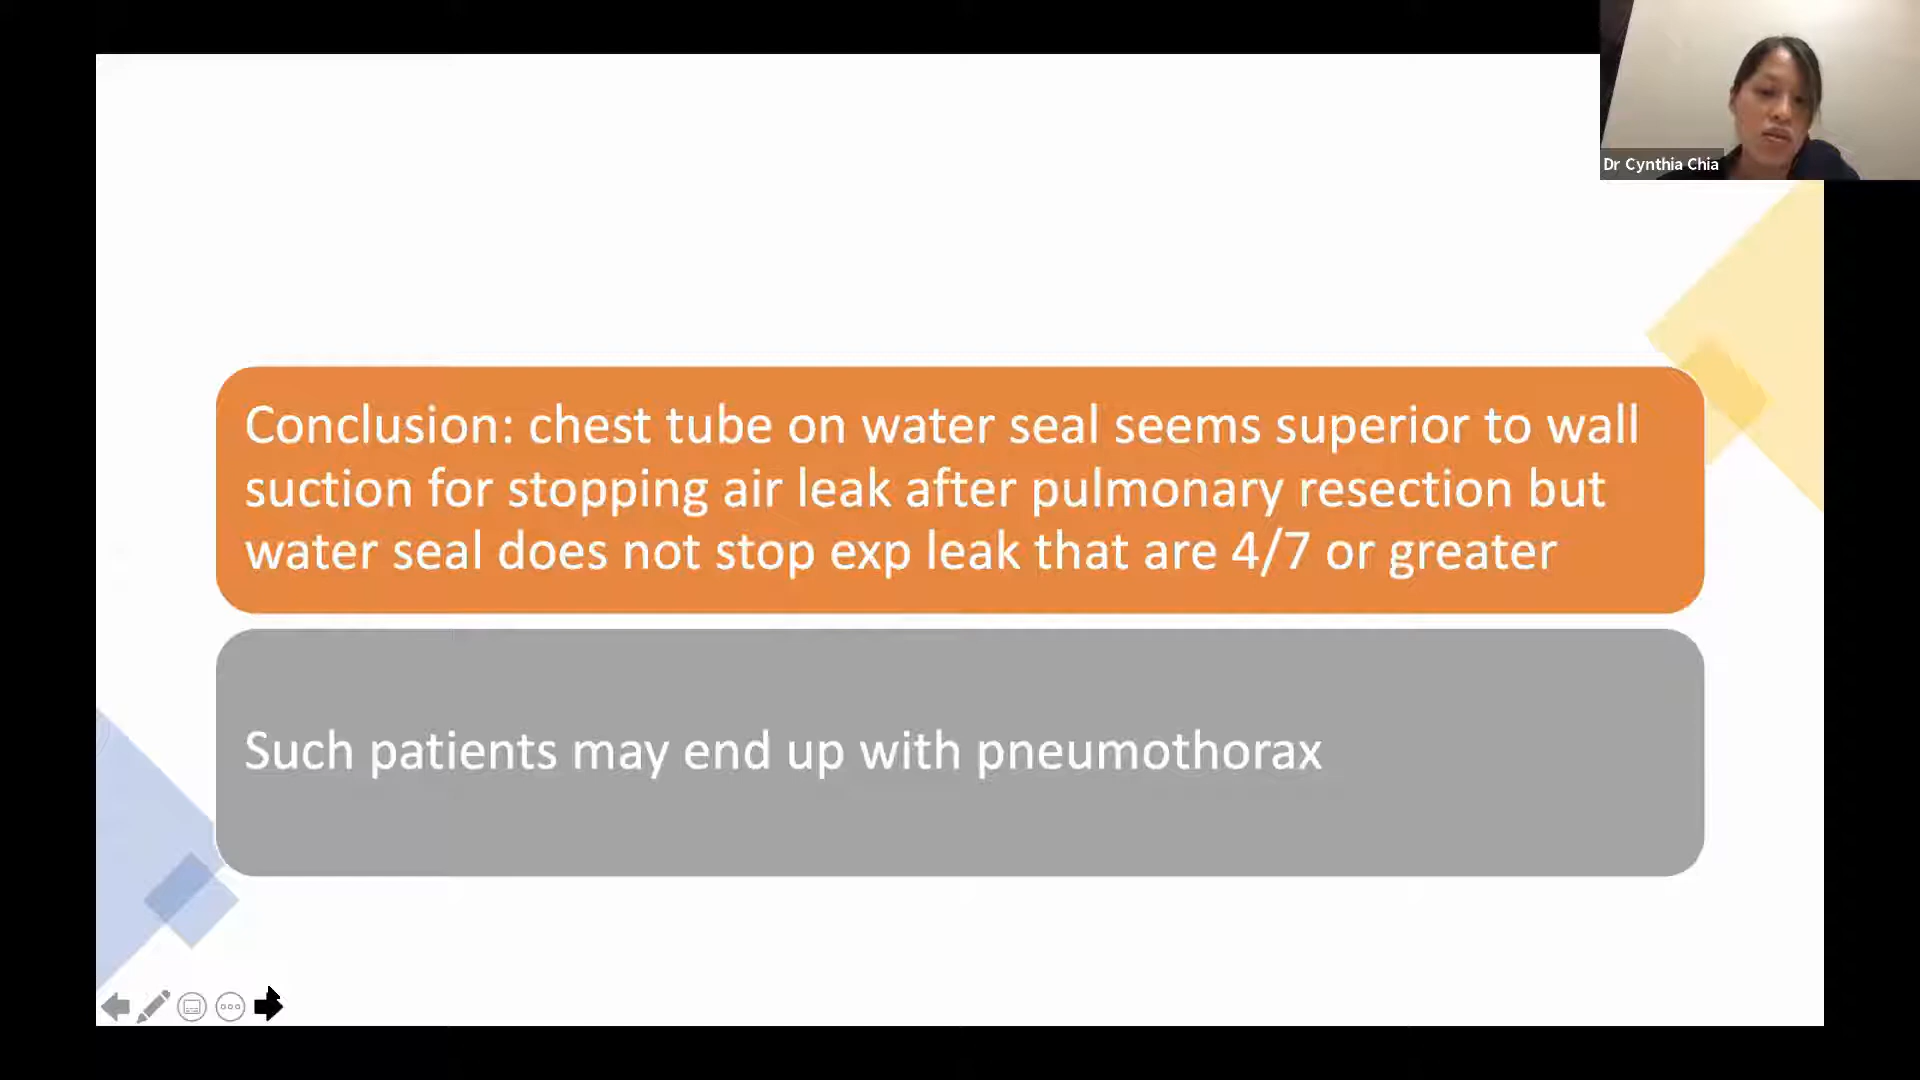 Dr Cynthia Chia
Conclusion: chest tube on water seal seems superior to wall
suction for stopping air leak after pulmonary resection but
water seal does not stop exp leak that are 4/7 or greater
Such patients may end up with pneumothorax